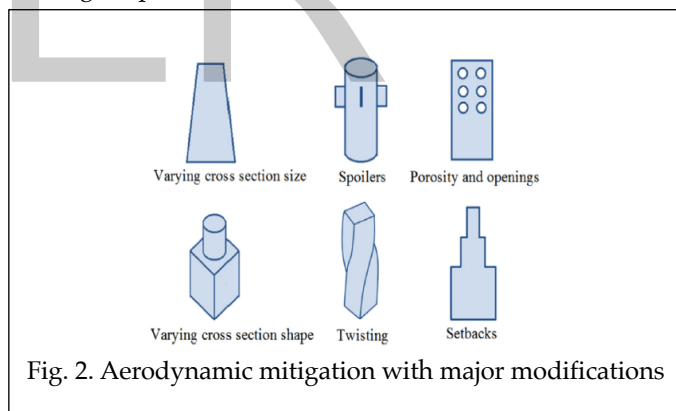 Varying cross section size Spoilers Porosity and openings
Varying cross section shape Twisting Setbacks
Fig. 2. Aerodynamic mitigation with major modifications